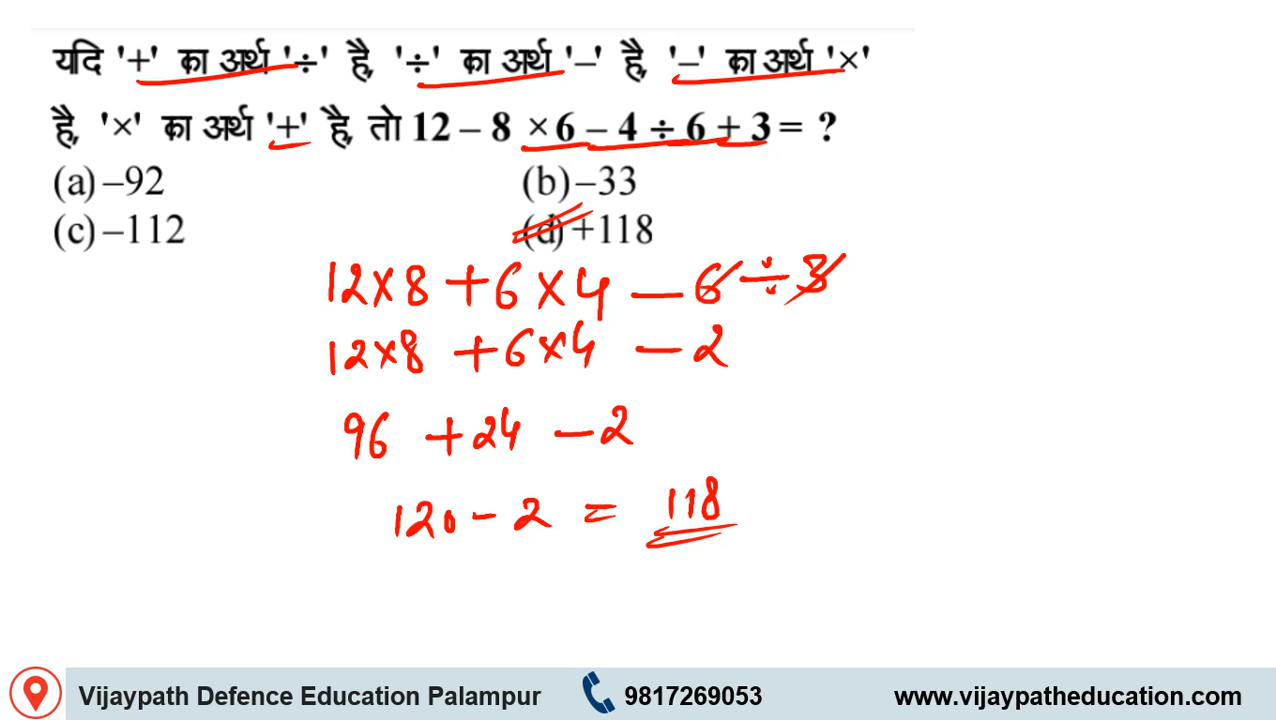 यदि '+' का अर्थ '÷' है, '÷' का अर्थ '–' है, '–' का अर्थ '×'
है, '×' का अर्थ '+' है, तो 12 – 8 × 6 – 4 ÷ 6 + 3 = ?
(a) –92 (b) –33
(c) –112 (d) +118
12×8 + 6×4 – 6 ÷ 3
12×8 + 6×4 – 2
96 + 24 – 2
120 – 2 = 118
Vijaypath Defence Education Palampur 9817269053 www.vijaypatheducation.com